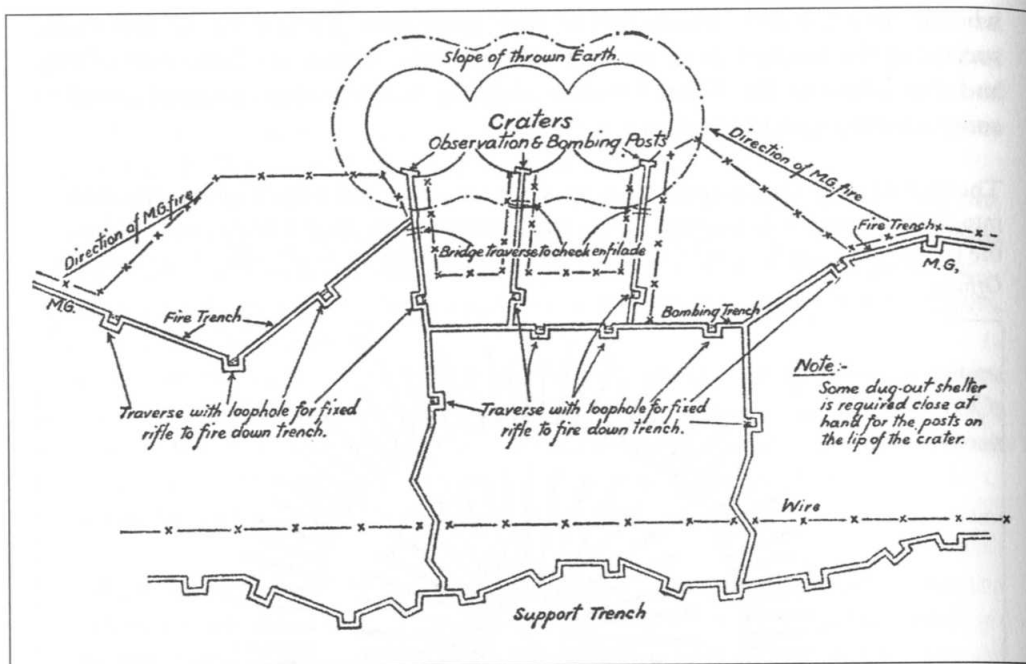 Slope of thrown Earth.
Craters
Observation & Bombing Posts
Direction of M.G. fire
Direction of M.G. fire
Fire Trench
Bridge traverse to check enfilade
M.G.
M.G.
Fire Trench
Bombing Trench
Traverse with loophole for fixed
rifle to fire down trench.
Traverse with loophole for fixed
rifle to fire down trench.
Note:-
Some dug-out shelter
is required close at
hand for the posts on
the lip of the crater.
Wire
Support Trench